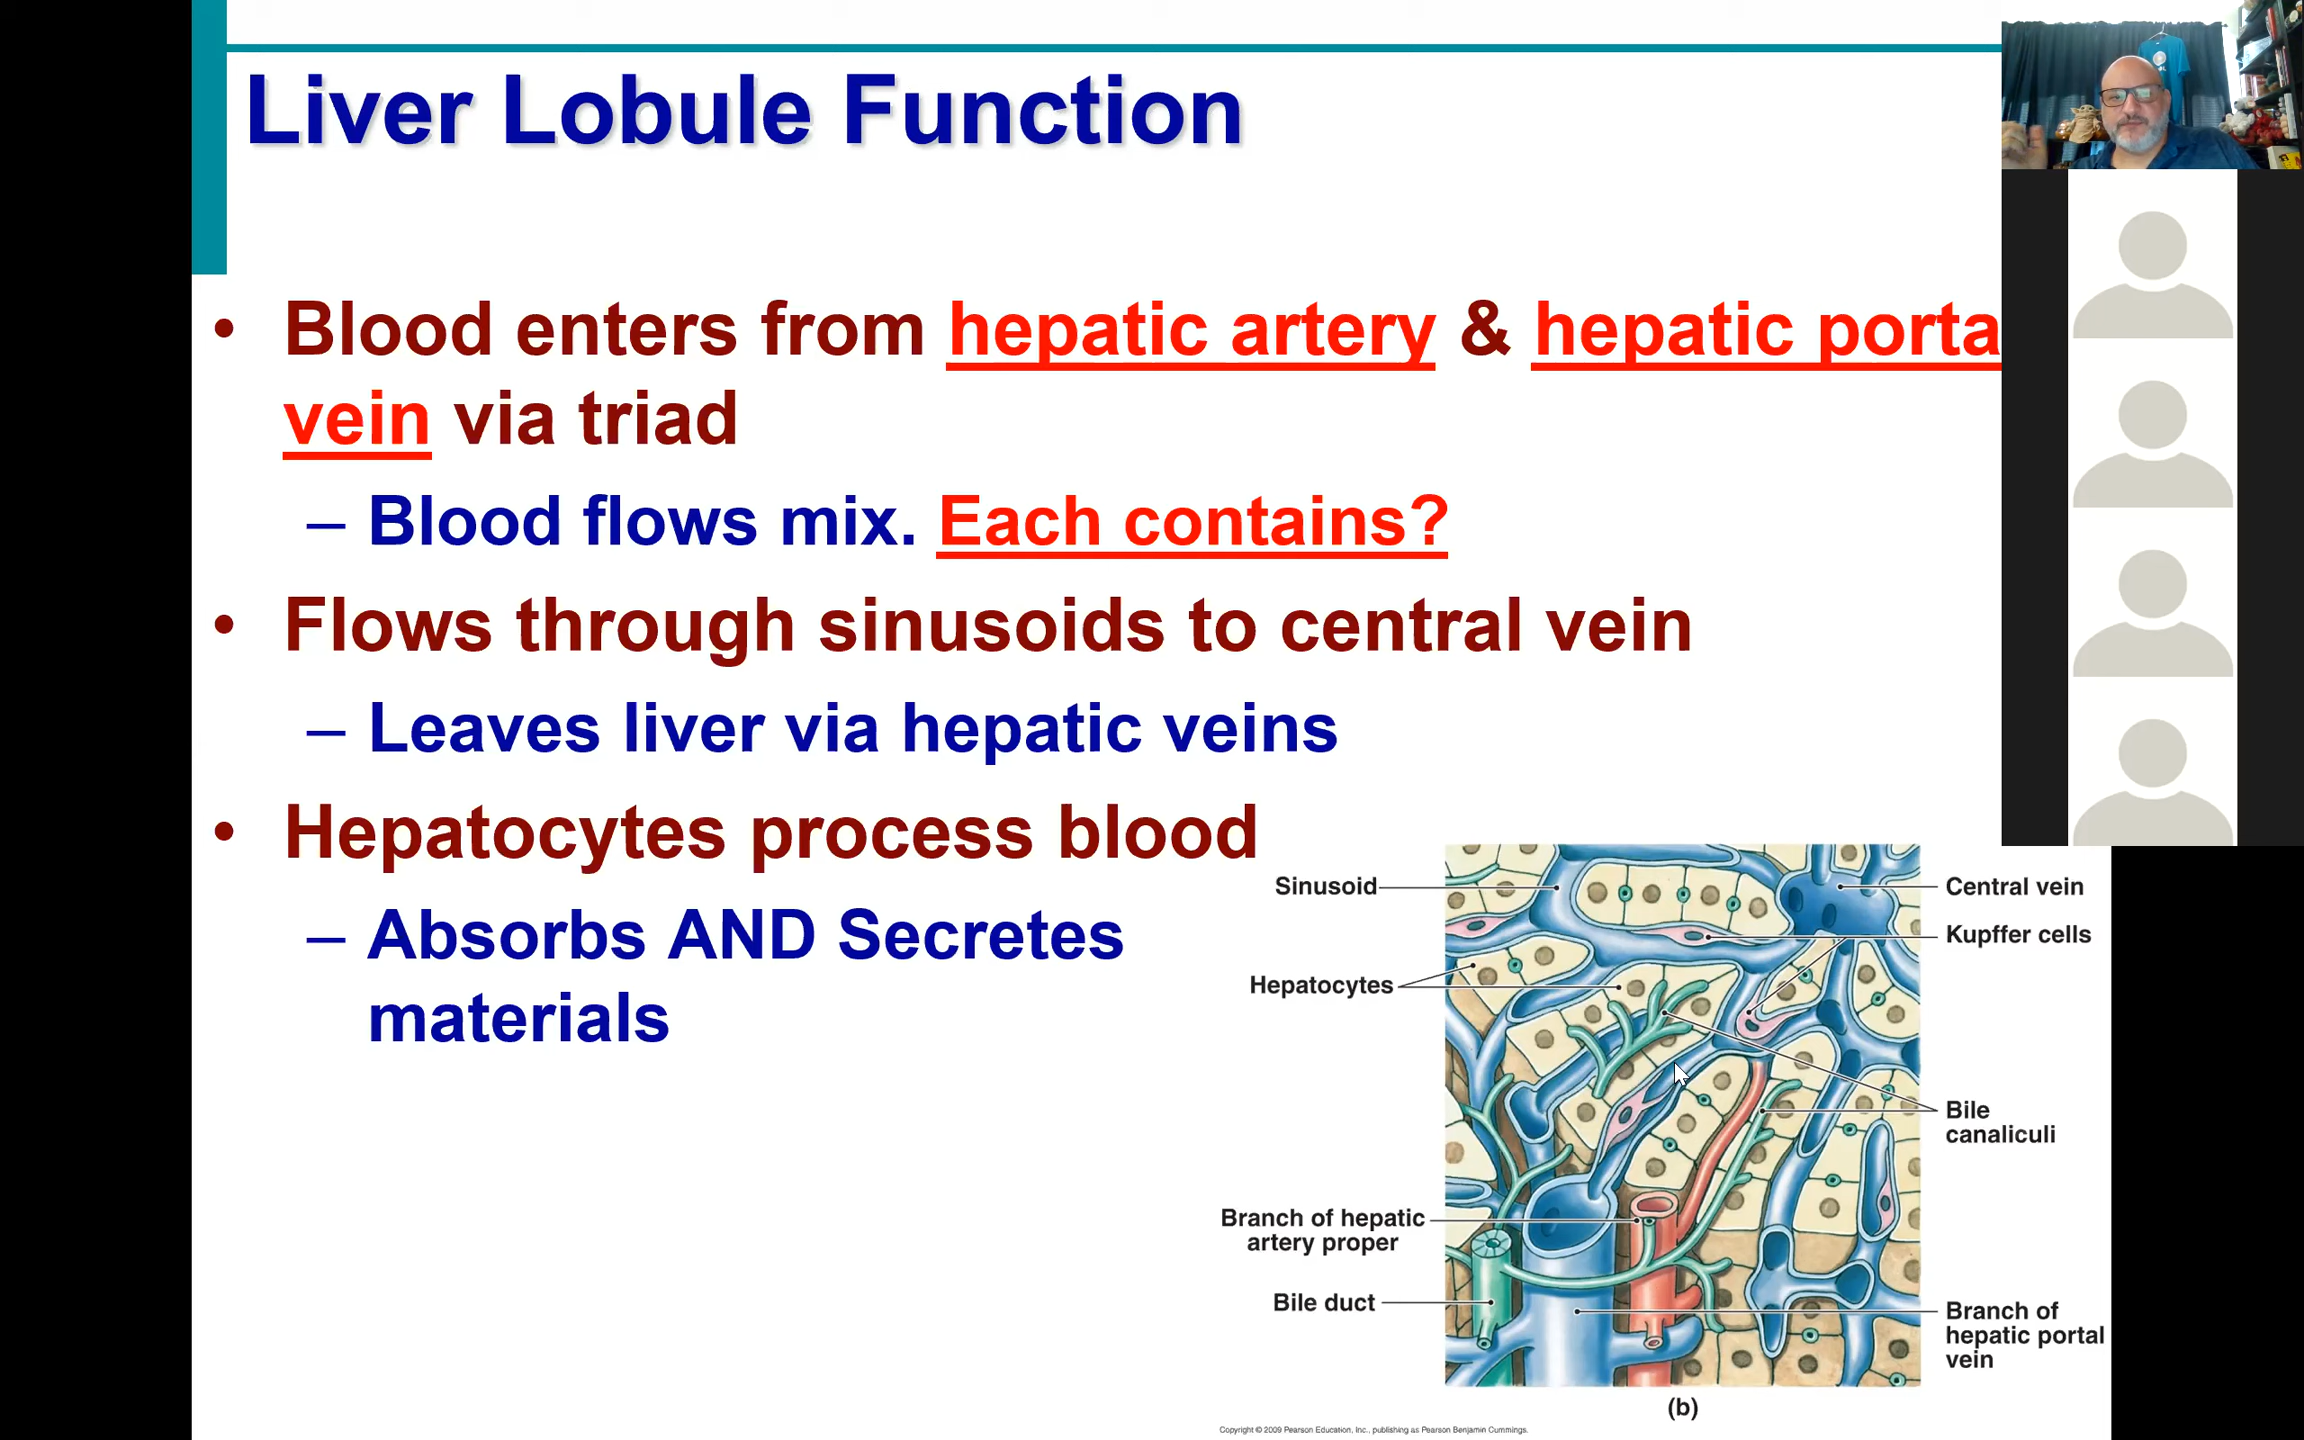 Liver Lobule Function
• Blood enters from hepatic artery & hepatic porta
vein via triad
– Blood flows mix. Each contains?
• Flows through sinusoids to central vein
– Leaves liver via hepatic veins
• Hepatocytes process blood
– Absorbs AND Secretes
materials
Sinusoid
Hepatocytes
Branch of hepatic
artery proper
Bile duct
Central vein
Kupffer cells
Bile
canaliculi
Branch of
hepatic portal
vein
(b)
Copyright © 2009 Pearson Education, Inc., publishing as Pearson Benjamin Cummings.